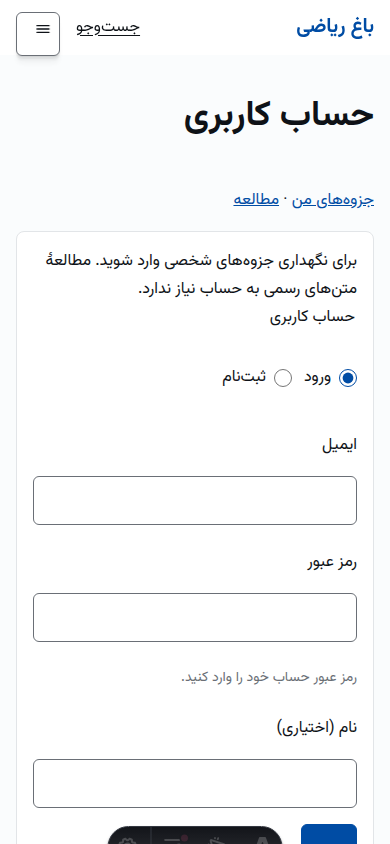 باغ ریاضی
جست‌وجو
حساب کاربری
جزوه‌های من · مطالعه
برای نگهداری جزوه‌های شخصی وارد شوید. مطالعهٔ
متن‌های رسمی به حساب نیاز ندارد.
حساب کاربری
ورود
ثبت‌نام
ایمیل
رمز عبور
رمز عبور حساب خود را وارد کنید.
نام (اختیاری)